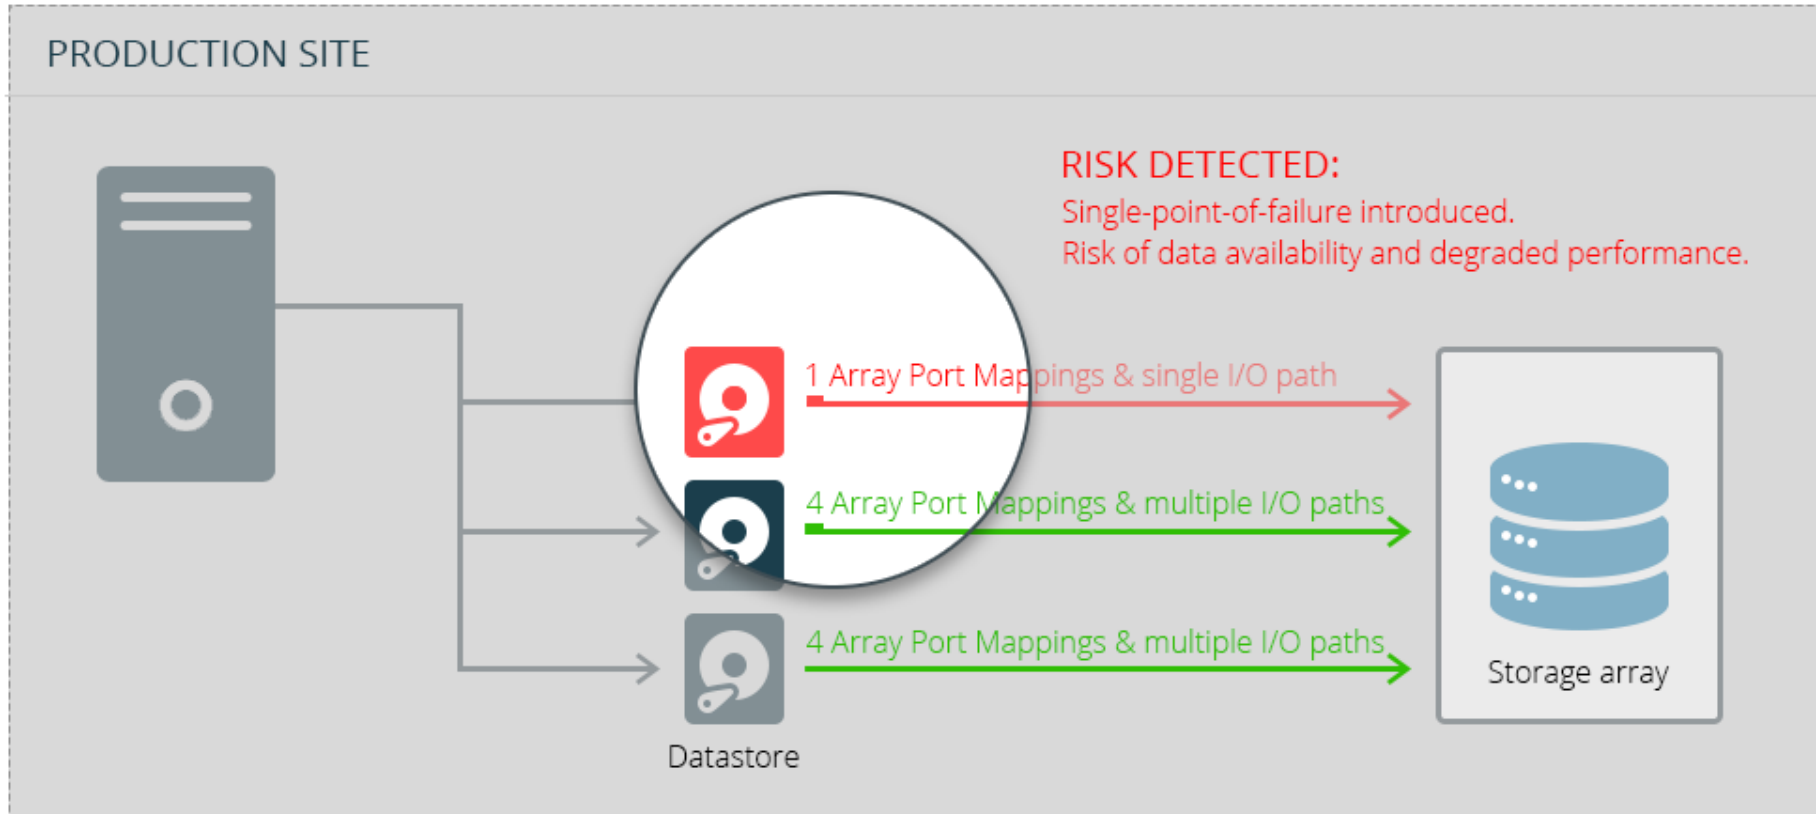 PRODUCTION SITE
RISK DETECTED:
Single-point-of-failure introduced.
Risk of data availability and degraded performance.
1 Array Port Mappings & single I/O path
4 Array Port Mappings & multiple I/O paths
4 Array Port Mappings & multiple I/O paths
Storage array
Datastore